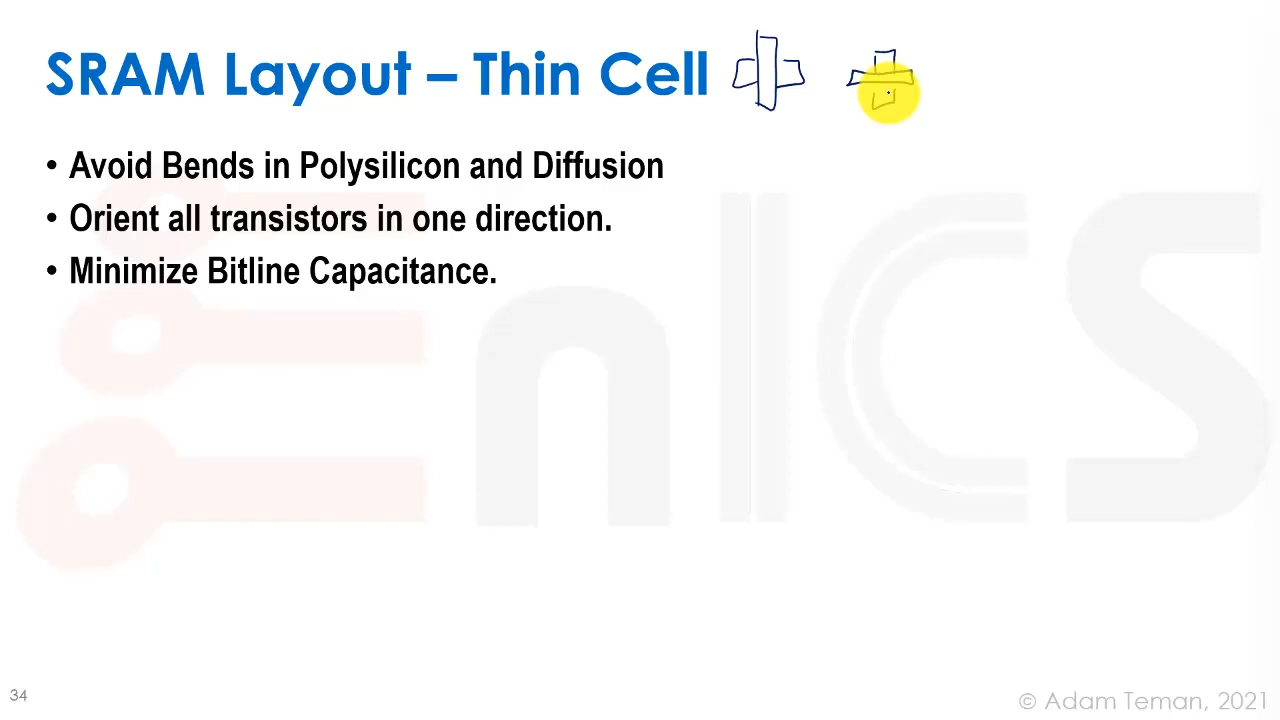 SRAM Layout – Thin Cell
• Avoid Bends in Polysilicon and Diffusion
• Orient all transistors in one direction.
• Minimize Bitline Capacitance.
EnICS
34
© Adam Teman, 2021